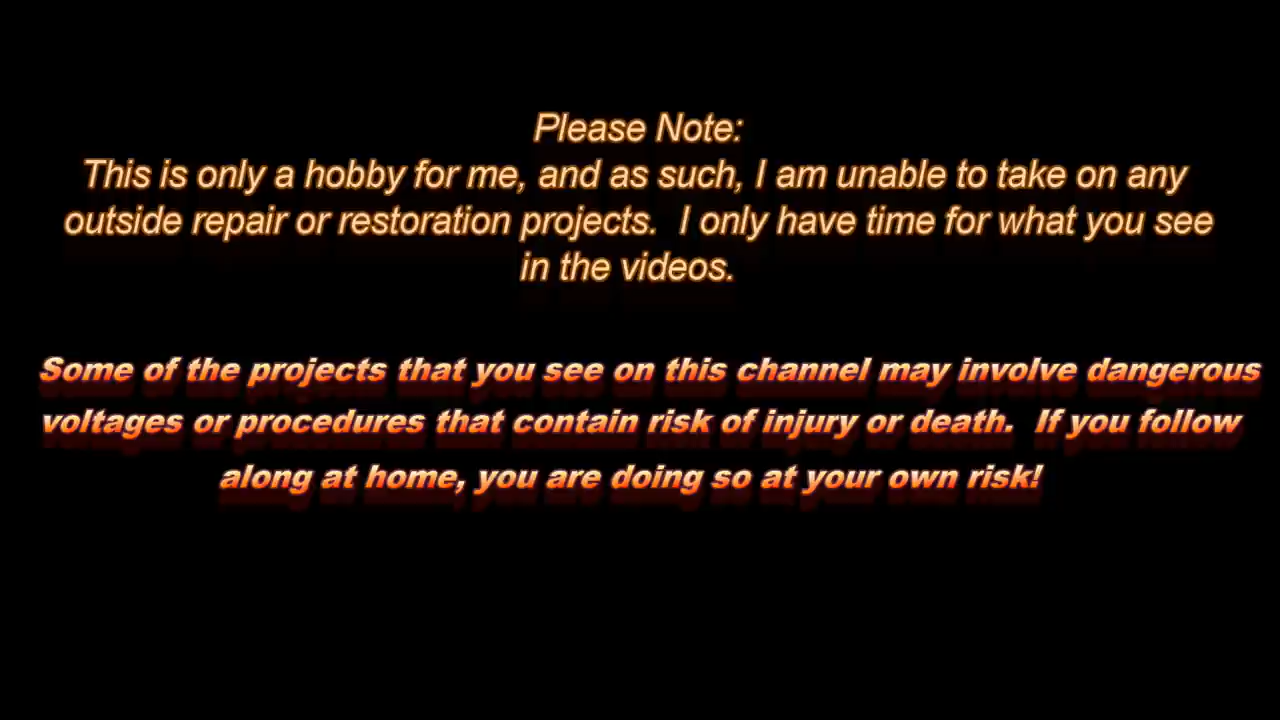 Please Note:
This is only a hobby for me, and as such, I am unable to take on any
outside repair or restoration projects.  I only have time for what you see
in the videos.
Some of the projects that you see on this channel may involve dangerous
voltages or procedures that contain risk of injury or death.  If you follow
along at home, you are doing so at your own risk!